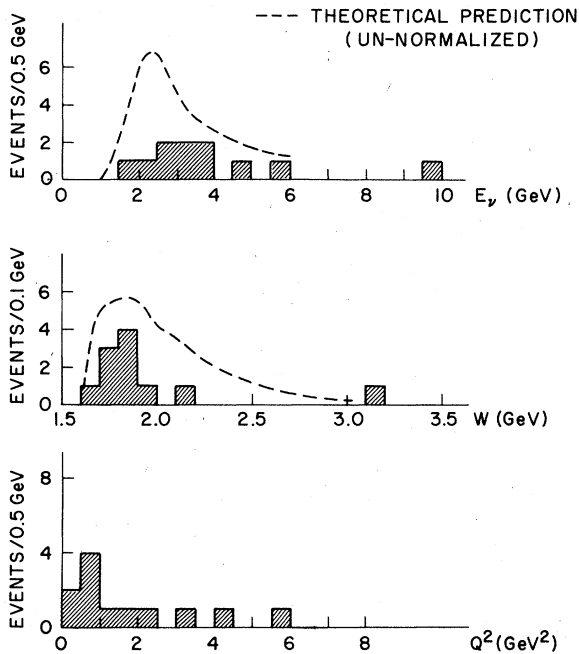 --- THEORETICAL PREDICTION
(UN-NORMALIZED)
EVENTS/0.5 GeV
6
4
2
0
0 2 4 6 8 10 Eν (GeV)
EVENTS/0.1 GeV
6
4
2
0
1.5 2.0 2.5 3.0 3.5 W (GeV)
EVENTS/0.5 GeV
8
4
0
0 2 4 6 8 Q² (GeV²)